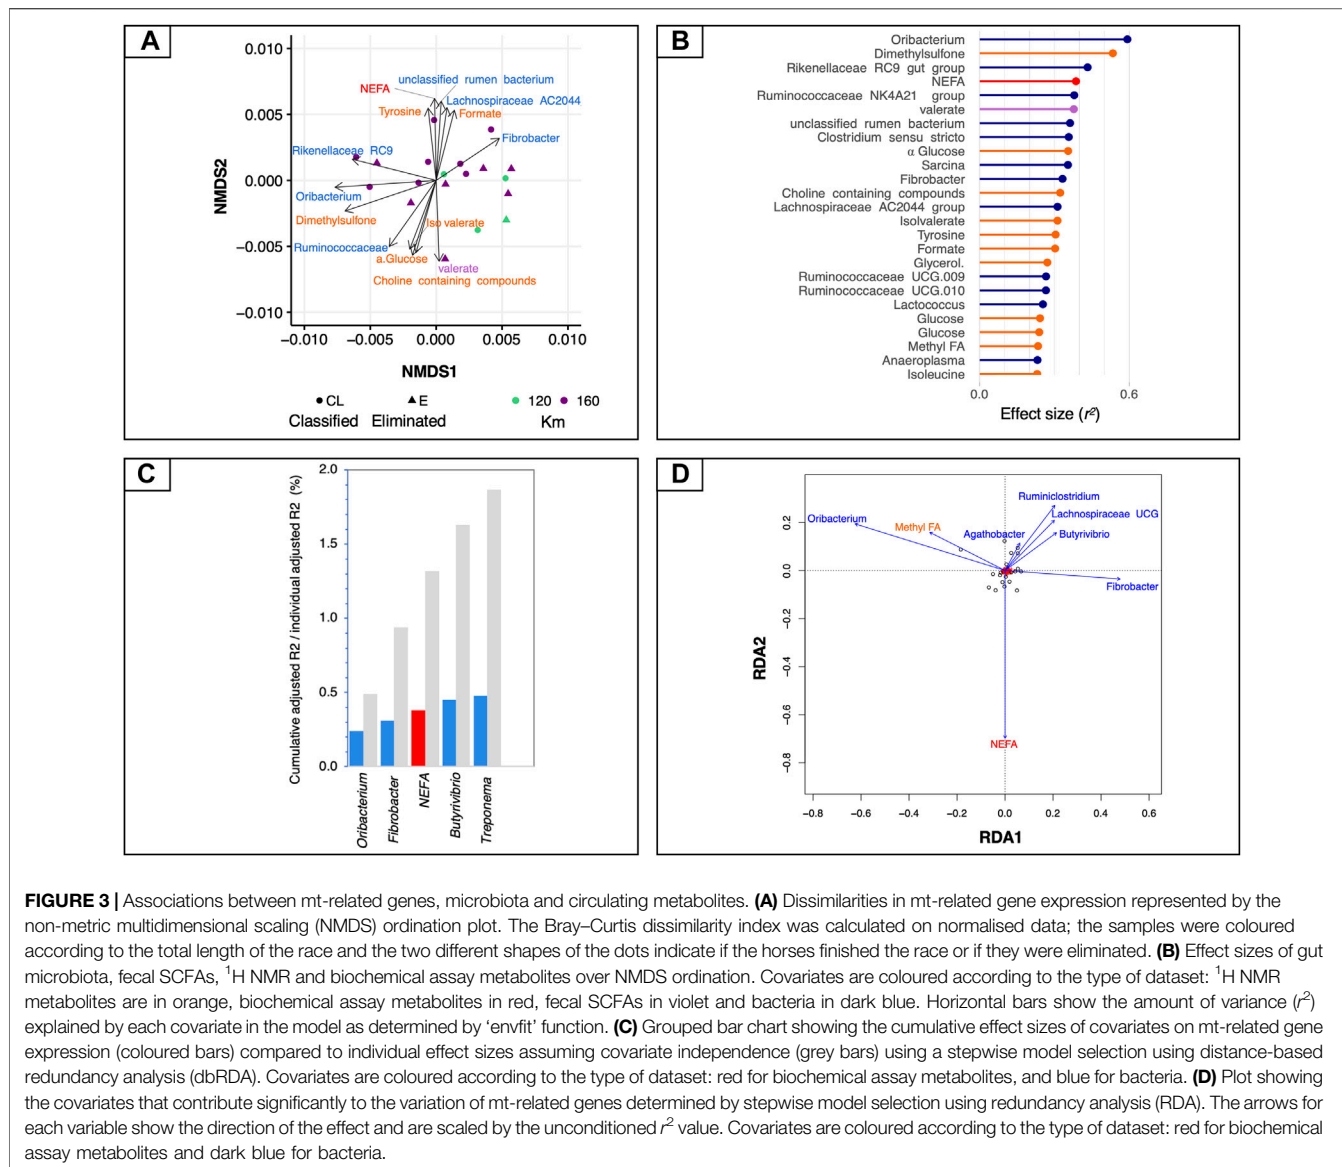 A
0.010
0.005
0.000
−0.005
−0.010
NMDS2
unclassified rumen bacterium
NEFA
Lachnospiraceae AC2044
Tyrosine
Formate
Fibrobacter
Rikenellaceae RC9
Oribacterium
Dimethylsulfone
Iso valerate
Ruminococcaceae
a.Glucose
valerate
Choline containing compounds
−0.010 −0.005 0.000 0.005 0.010
NMDS1
CL E 120 160
Classified Eliminated Km
B
Oribacterium
Dimethylsulfone
Rikenellaceae RC9 gut group
NEFA
Ruminococcaceae NK4A21 group
valerate
unclassified rumen bacterium
Clostridium sensu stricto
α Glucose
Sarcina
Fibrobacter
Choline containing compounds
Lachnospiraceae AC2044 group
Isolvalerate
Tyrosine
Formate
Glycerol.
Ruminococcaceae UCG.009
Ruminococcaceae UCG.010
Lactococcus
Glucose
Glucose
Methyl FA
Anaeroplasma
Isoleucine
0.0 0.6
Effect size (r²)
C
Cumulative adjusted R2 / individual adjusted R2 (%)
2.0
1.5
1.0
0.5
0.0
Oribacterium
Fibrobacter
NEFA
Butyrivibrio
Treponema
D
RDA2
0.2
0.0
−0.2
−0.4
−0.6
−0.8
Ruminiclostridium
Oribacterium
Lachnospiraceae UCG
Methyl FA
Agathobacter
Butyrivibrio
Fibrobacter
NEFA
−0.8 −0.6 −0.4 −0.2 0.0 0.2 0.4 0.6
RDA1
FIGURE 3 | Associations between mt-related genes, microbiota and circulating metabolites. (A) Dissimilarities in mt-related gene expression represented by the
non-metric multidimensional scaling (NMDS) ordination plot. The Bray–Curtis dissimilarity index was calculated on normalised data; the samples were coloured
according to the total length of the race and the two different shapes of the dots indicate if the horses finished the race or if they were eliminated. (B) Effect sizes of gut
microbiota, fecal SCFAs, ¹H NMR and biochemical assay metabolites over NMDS ordination. Covariates are coloured according to the type of dataset: ¹H NMR
metabolites are in orange, biochemical assay metabolites in red, fecal SCFAs in violet and bacteria in dark blue. Horizontal bars show the amount of variance (r²)
explained by each covariate in the model as determined by ‘envfit’ function. (C) Grouped bar chart showing the cumulative effect sizes of covariates on mt-related gene
expression (coloured bars) compared to individual effect sizes assuming covariate independence (grey bars) using a stepwise model selection using distance-based
redundancy analysis (dbRDA). Covariates are coloured according to the type of dataset: red for biochemical assay metabolites, and blue for bacteria. (D) Plot showing
the covariates that contribute significantly to the variation of mt-related genes determined by stepwise model selection using redundancy analysis (RDA). The arrows for
each variable show the direction of the effect and are scaled by the unconditioned r² value. Covariates are coloured according to the type of dataset: red for biochemical
assay metabolites and dark blue for bacteria.